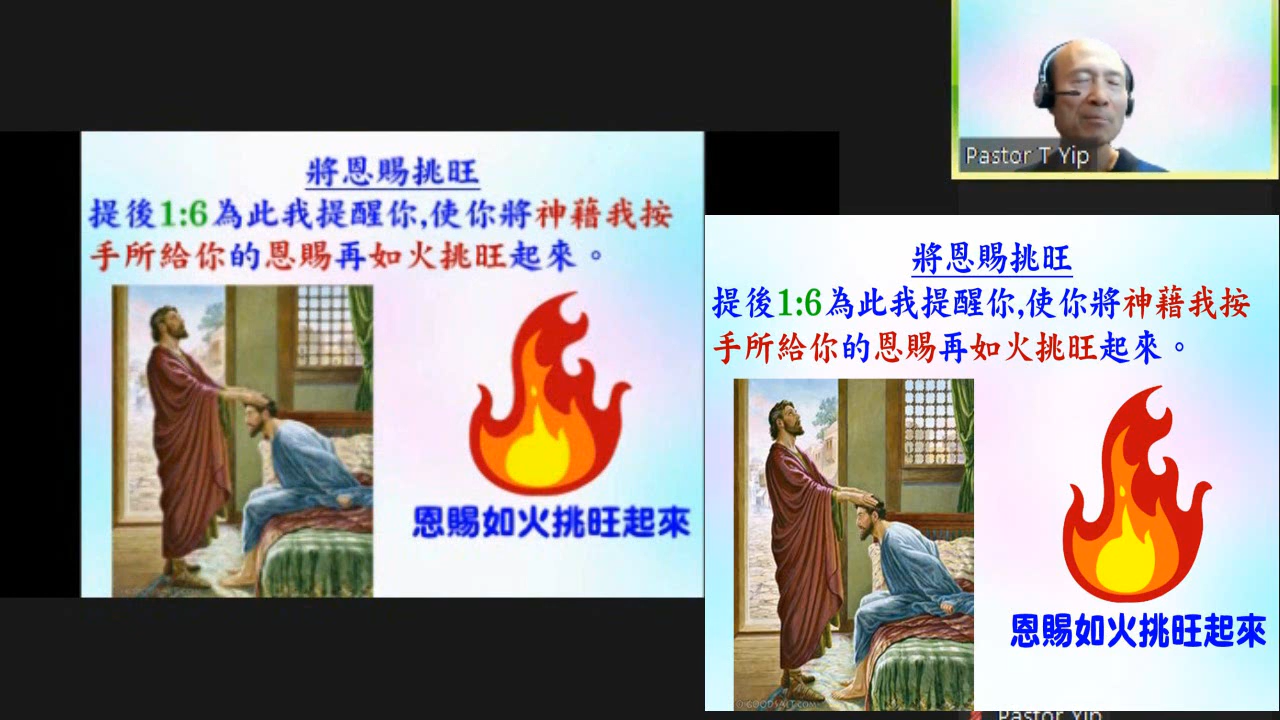 將恩賜挑旺
提後1:6為此我提醒你,使你將神藉我按
手所給你的恩賜再如火挑旺起來。
恩賜如火挑旺起來
Pastor T Yip
將恩賜挑旺
提後1:6為此我提醒你,使你將神藉我按
手所給你的恩賜再如火挑旺起來。
恩賜如火挑旺起來
© GOODSALT.COM
Pastor Yip